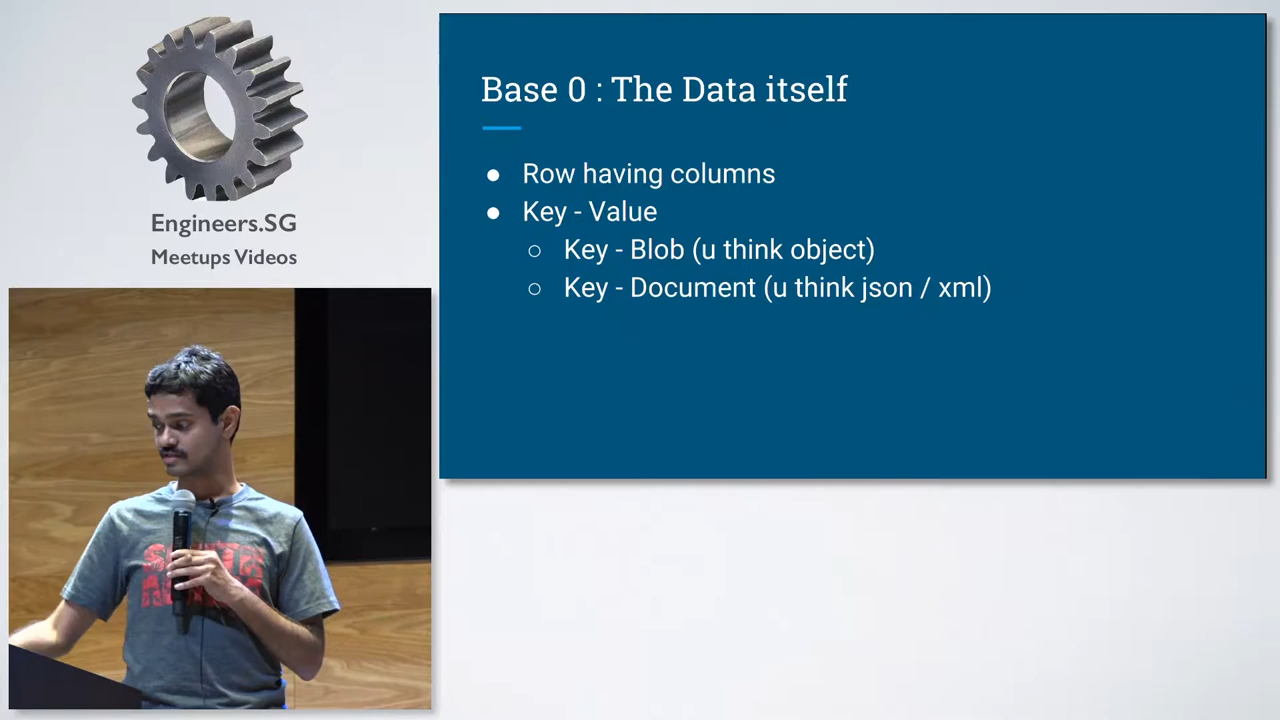 Engineers.SG
Meetups Videos
Base 0 : The Data itself
● Row having columns
● Key - Value
○ Key - Blob (u think object)
○ Key - Document (u think json / xml)